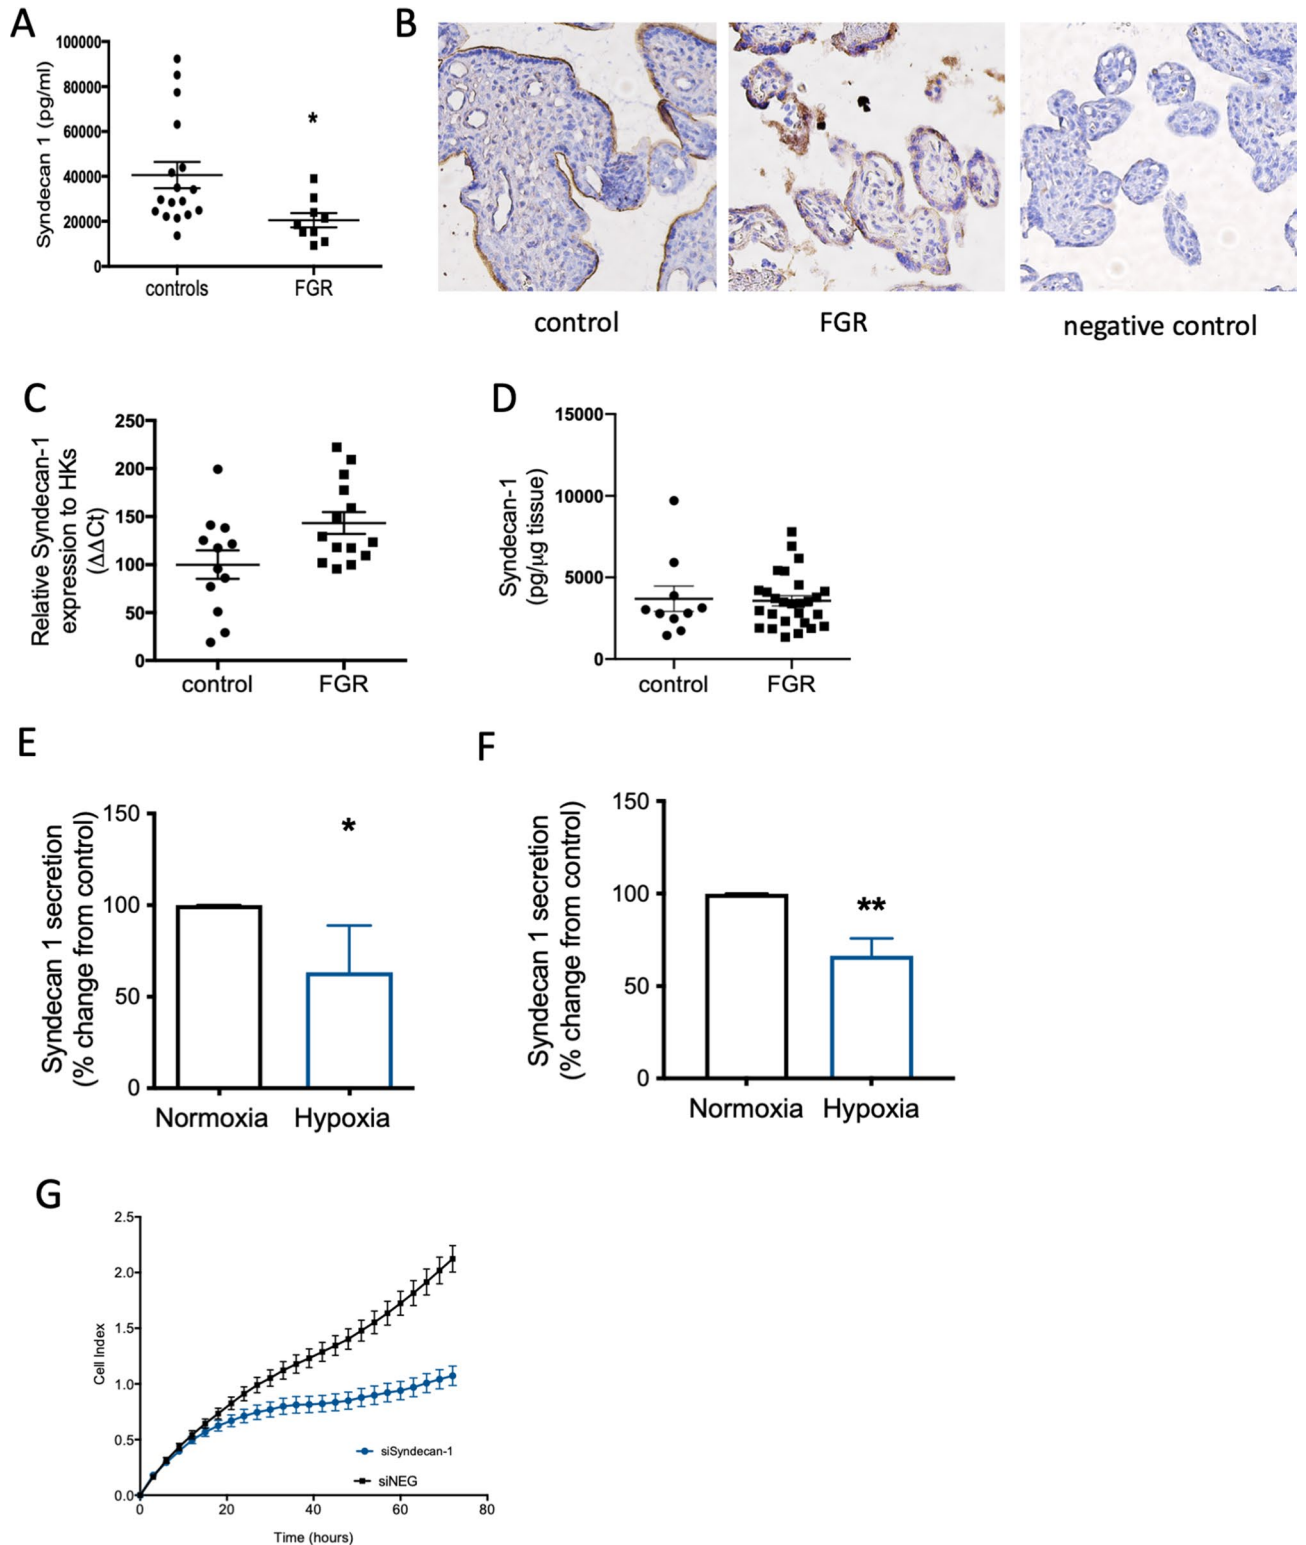 A
Syndecan 1 (pg/ml)
100000
80000
60000
40000
20000
0
*
controls
FGR
B
control
FGR
negative control
C
Relative Syndecan-1
expression to HKs
(ΔΔCt)
250
200
150
100
50
0
control
FGR
D
Syndecan-1
(pg/μg tissue)
15000
10000
5000
0
control
FGR
E
Syndecan 1 secretion
(% change from control)
150
100
50
0
*
Normoxia
Hypoxia
F
Syndecan 1 secretion
(% change from control)
150
100
50
0
**
Normoxia
Hypoxia
G
Cell Index
2.5
2.0
1.5
1.0
0.5
0.0
siSyndecan-1
siNEG
0
20
40
60
80
Time (hours)